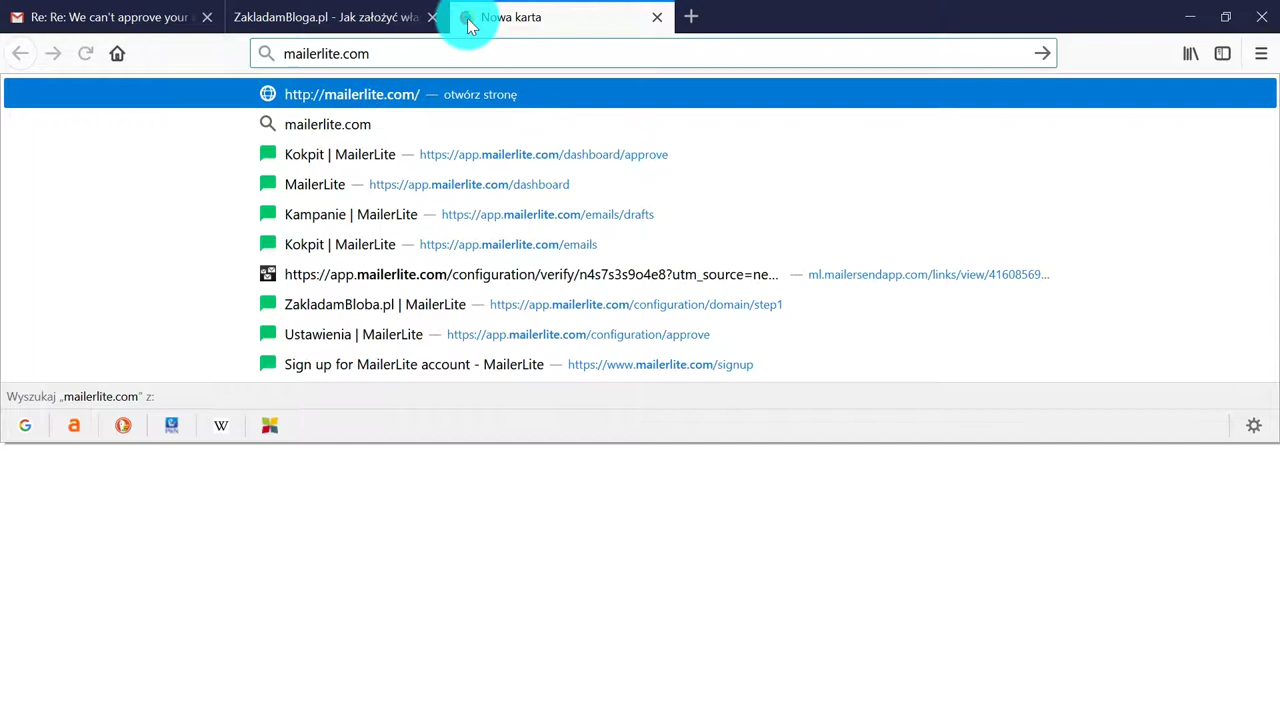 Re: Re: We can't approve your
ZakladamBloga.pl - Jak założyć wła
Nowa karta
mailerlite.com
http://mailerlite.com/ — otwórz stronę
mailerlite.com
Kokpit | MailerLite — https://app.mailerlite.com/dashboard/approve
MailerLite — https://app.mailerlite.com/dashboard
Kampanie | MailerLite — https://app.mailerlite.com/emails/drafts
Kokpit | MailerLite — https://app.mailerlite.com/emails
https://app.mailerlite.com/configuration/verify/n4s7s3s9o4e8?utm_source=ne... — ml.mailersendapp.com/links/view/41608569...
ZakladamBloba.pl | MailerLite — https://app.mailerlite.com/configuration/domain/step1
Ustawienia | MailerLite — https://app.mailerlite.com/configuration/approve
Sign up for MailerLite account - MailerLite — https://www.mailerlite.com/signup
Wyszukaj „mailerlite.com” z: